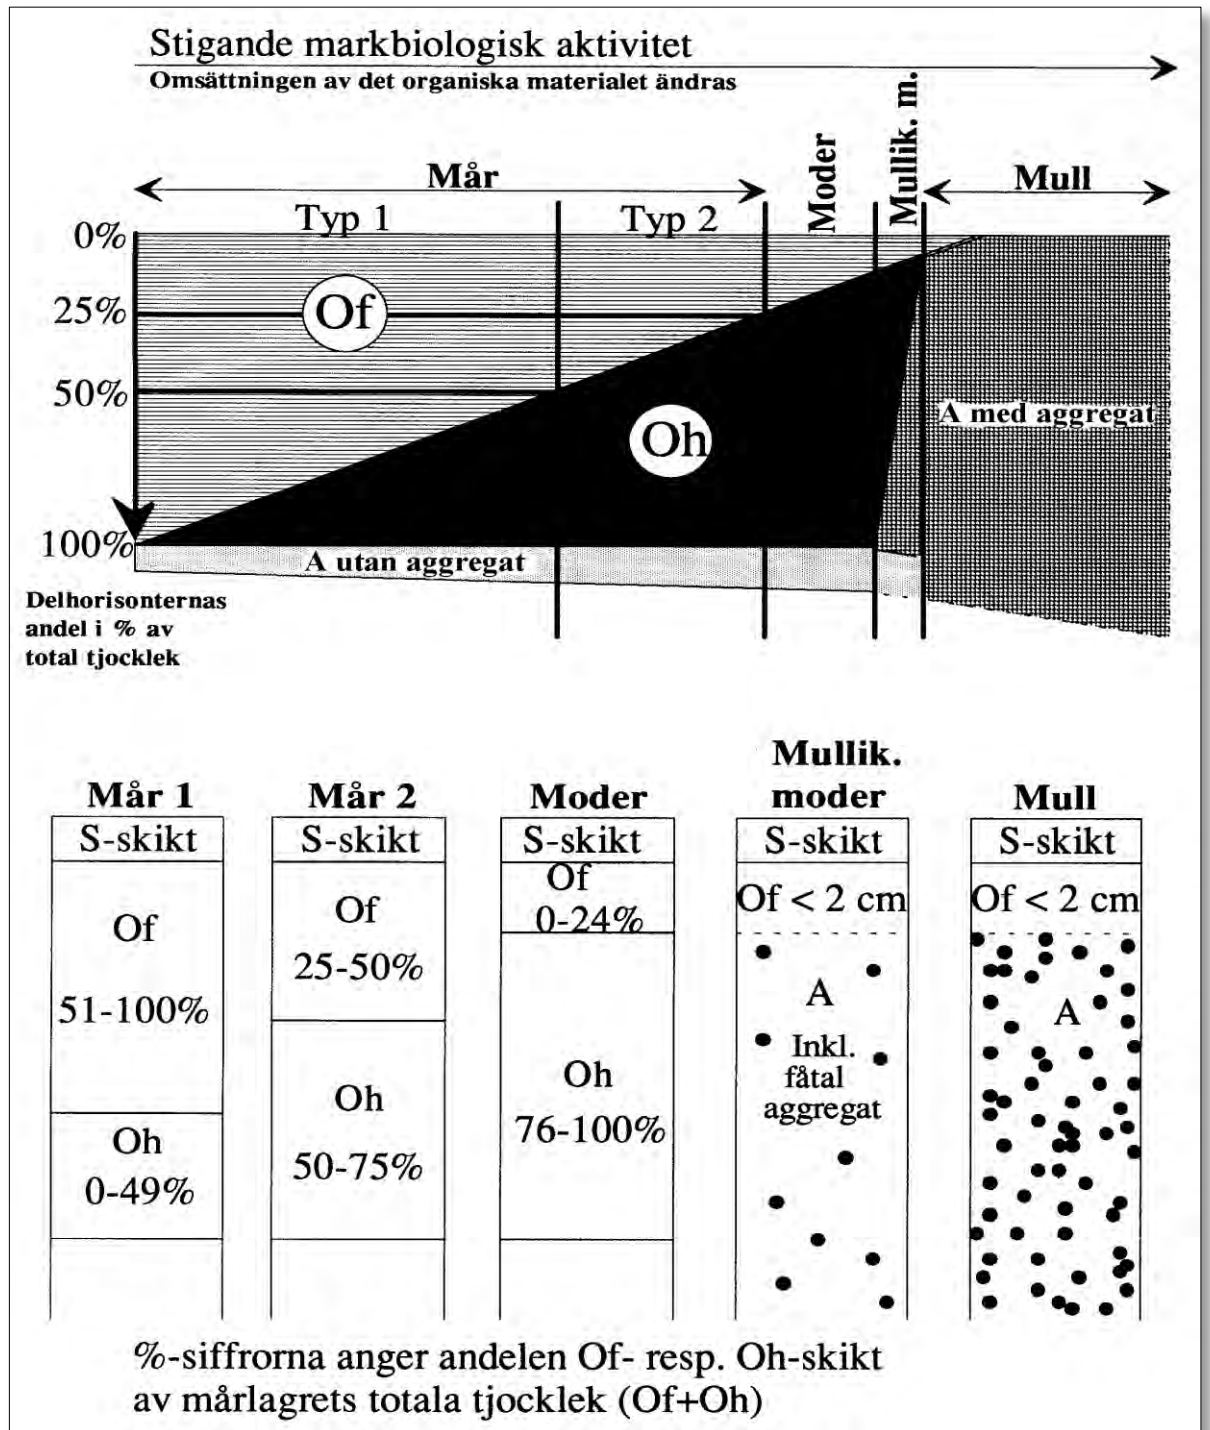 Stigande markbiologisk aktivitet
Omsättningen av det organiska materialet ändras
Mår
Moder
Mullik. m.
Mull
Typ 1
Typ 2
0%
25%
50%
100%
Of
Oh
A med aggregat
A utan aggregat
Delhorisonternas
andel i % av
total tjocklek
Mår 1
S-skikt
Of
51-100%
Oh
0-49%
Mår 2
S-skikt
Of
25-50%
Oh
50-75%
Moder
S-skikt
Of
0-24%
Oh
76-100%
Mullik.
moder
S-skikt
Of < 2 cm
A
Inkl.
fåtal
aggregat
Mull
S-skikt
Of < 2 cm
A
%-siffrorna anger andelen Of- resp. Oh-skikt
av mårlagrets totala tjocklek (Of+Oh)